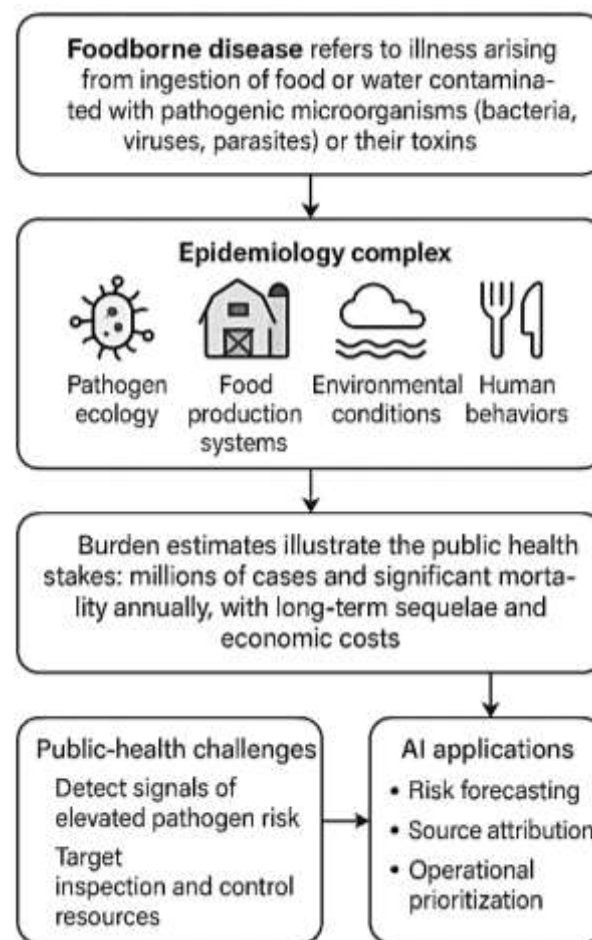 Foodborne disease refers to illness arising
from ingestion of food or water contamina-
ted with pathogenic microorganisms (bacteria,
viruses, parasites) or their toxins
Epidemiology complex
Pathogen
ecology
Food
production
systems
Environmental
conditions
Human
behaviors
Burden estimates illustrate the public health
stakes: millions of cases and significant morta-
lity annually, with long-term sequelae and
economic costs
Public-health challenges
Detect signals of
elevated pathogen risk
Target
inspection and control
resources
AI applications
• Risk forecasting
• Source attribution
• Operational
prioritization